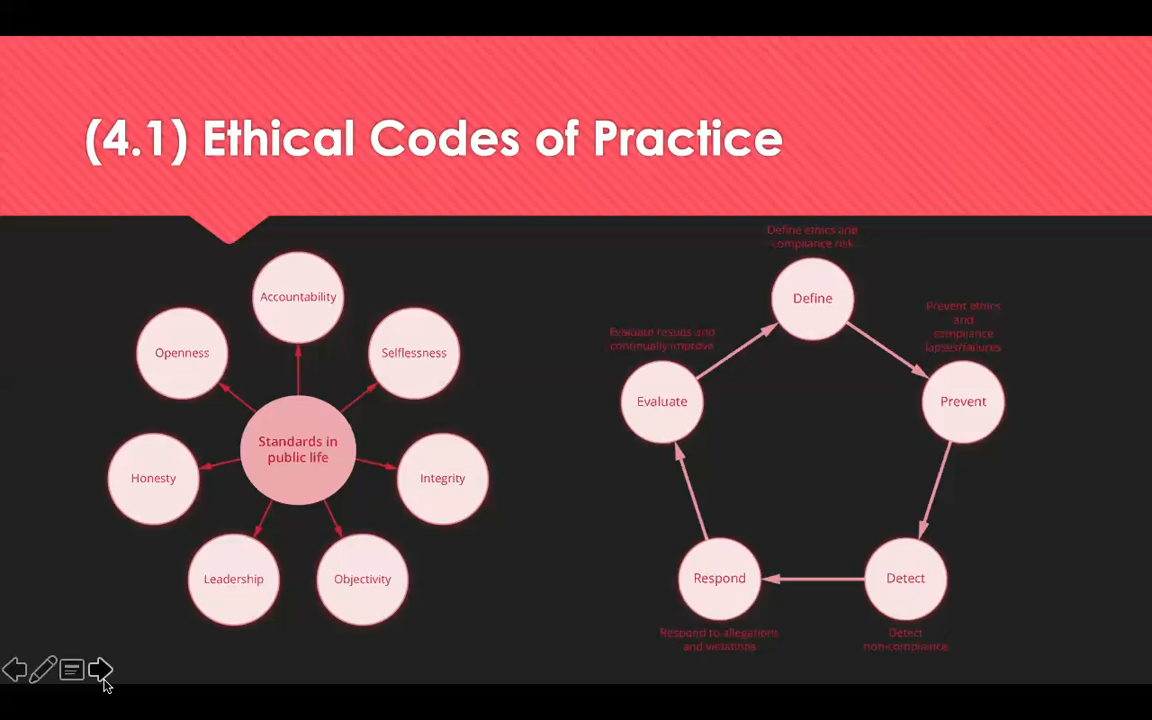 (4.1) Ethical Codes of Practice
Accountability
Openness
Selflessness
Standards in
public life
Honesty
Integrity
Leadership
Objectivity
Define ethics and
compliance risk
Define
Prevent ethics
and
compliance
lapses/failures
Evaluate results and
continually improve
Evaluate
Prevent
Respond
Detect
Respond to allegations
and violations
Detect
non-compliance